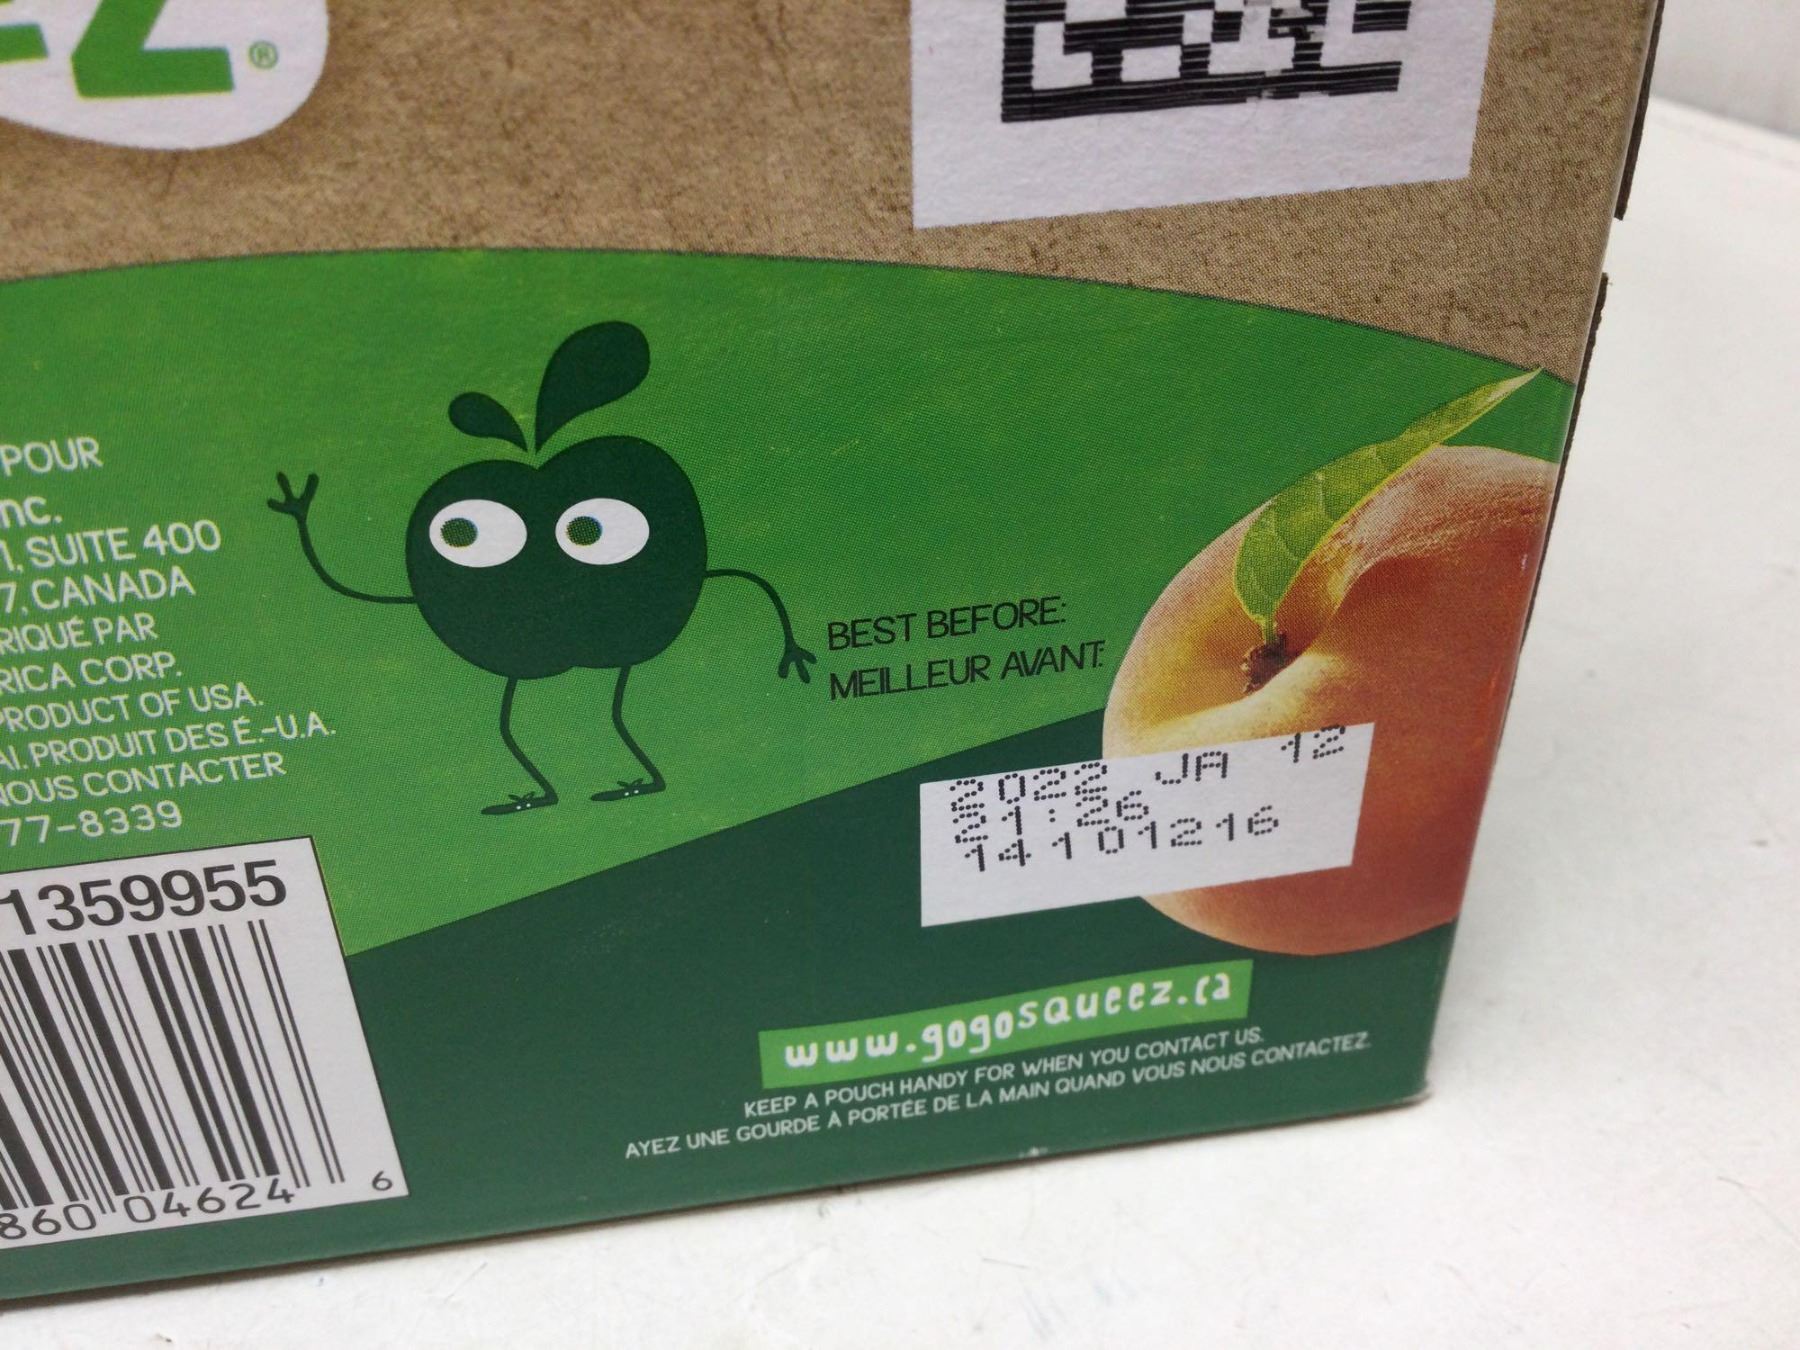 EZ®
POUR
nc.
1, SUITE 400
7, CANADA
RIQUÉ PAR
RICA CORP.
PRODUCT OF USA.
AI. PRODUIT DES É.-U.A.
NOUS CONTACTER
77-8339
1359955
860 04624 6
BEST BEFORE:
MEILLEUR AVANT:
2022 JA 12
21:26
14101216
www.gogosqueez.ca
KEEP A POUCH HANDY FOR WHEN YOU CONTACT US.
AYEZ UNE GOURDE À PORTÉE DE LA MAIN QUAND VOUS NOUS CONTACTEZ.